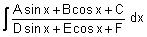 ∫ (A sin x + B cos x + C) / (D sin x + E cos x + F) dx